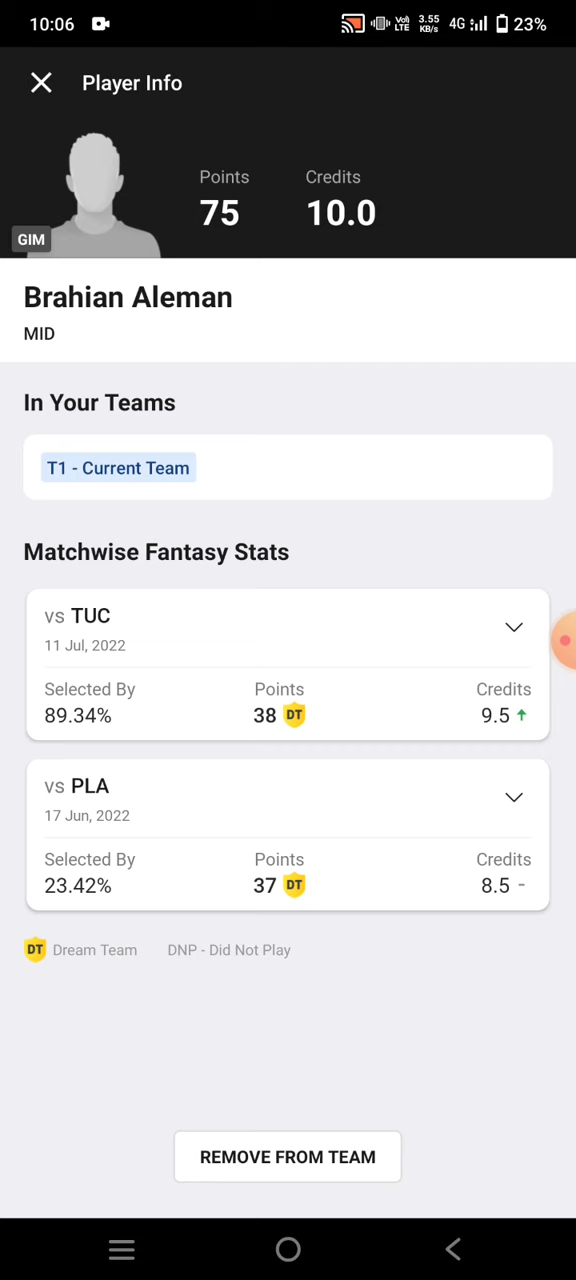 10:06 Vo) LTE 3.55 KB/s 4G 23%
Player Info
Points Credits
75 10.0
GIM
Brahian Aleman
MID
In Your Teams
T1 - Current Team
Matchwise Fantasy Stats
vs TUC
11 Jul, 2022
Selected By Points Credits
89.34% 38 DT 9.5
vs PLA
17 Jun, 2022
Selected By Points Credits
23.42% 37 DT 8.5 -
DT Dream Team DNP - Did Not Play
REMOVE FROM TEAM